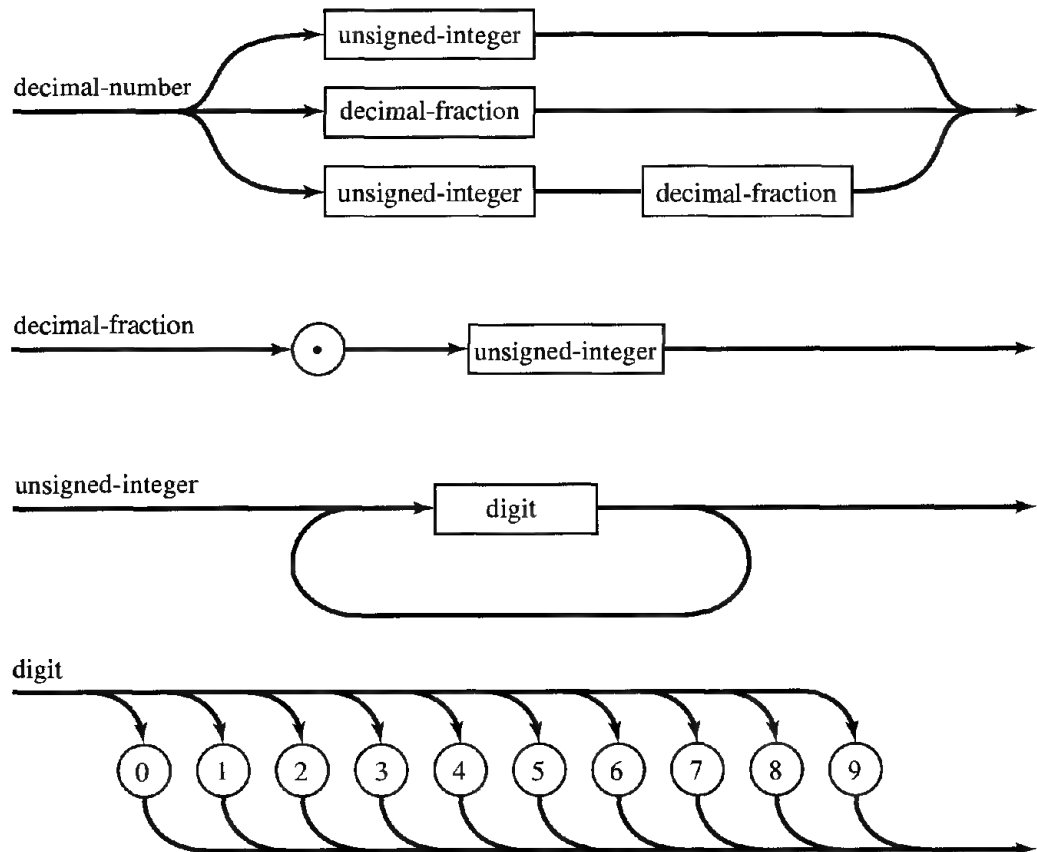 unsigned-integer
decimal-number
decimal-fraction
unsigned-integer decimal-fraction
decimal-fraction
unsigned-integer
unsigned-integer
digit
digit
0 1 2 3 4 5 6 7 8 9